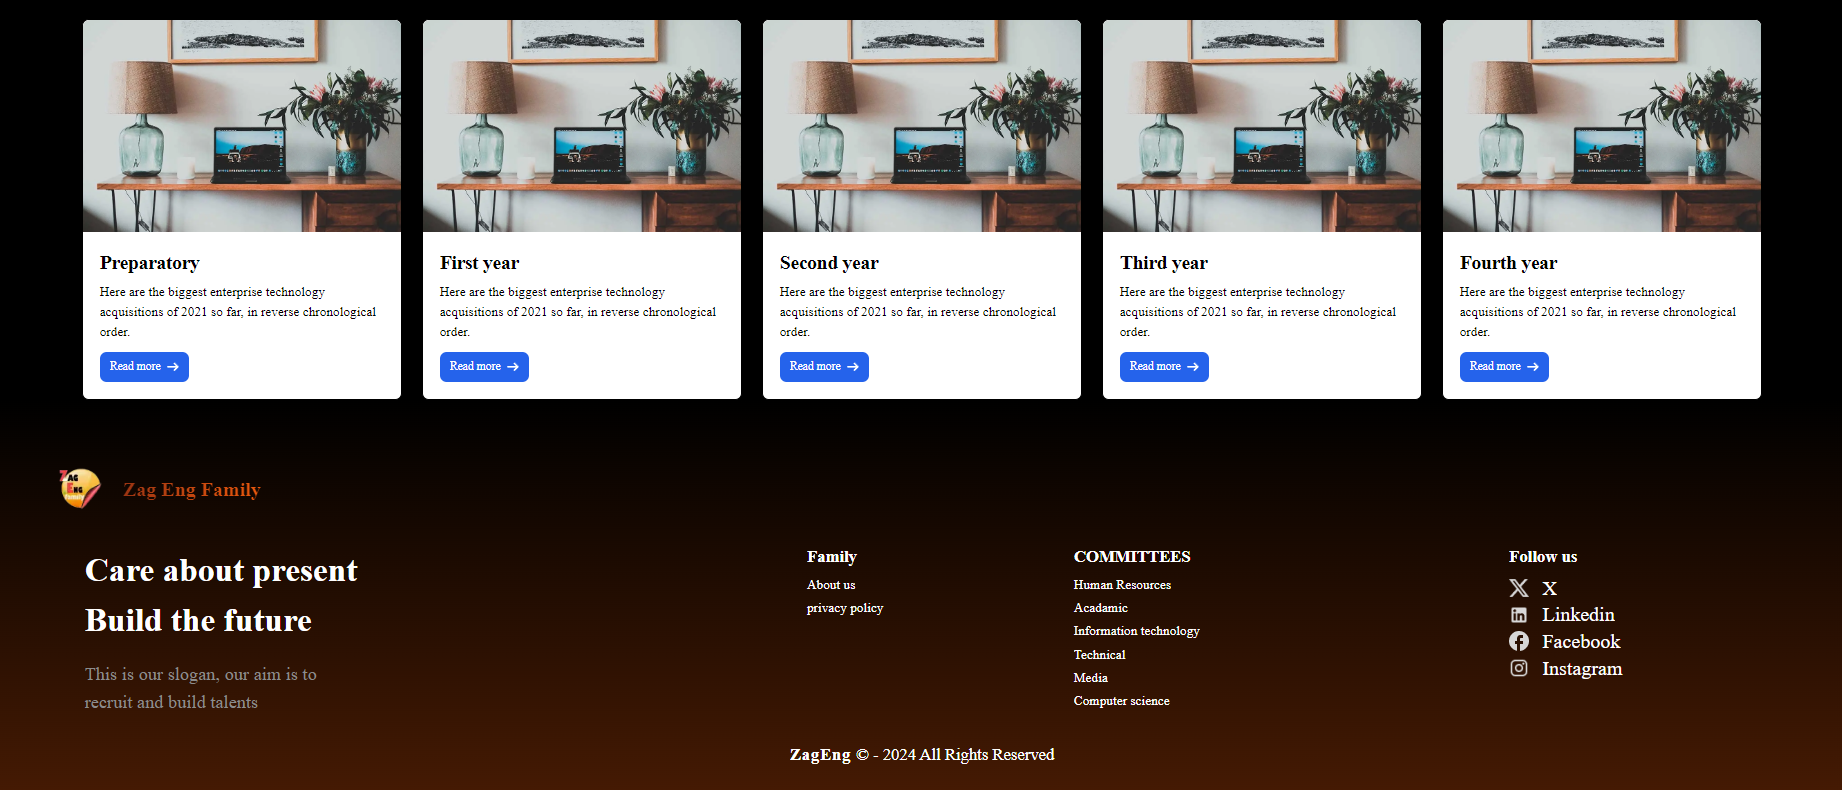 Preparatory
Here are the biggest enterprise technology
acquisitions of 2021 so far, in reverse chronological
order.
Read more
First year
Here are the biggest enterprise technology
acquisitions of 2021 so far, in reverse chronological
order.
Read more
Second year
Here are the biggest enterprise technology
acquisitions of 2021 so far, in reverse chronological
order.
Read more
Third year
Here are the biggest enterprise technology
acquisitions of 2021 so far, in reverse chronological
order.
Read more
Fourth year
Here are the biggest enterprise technology
acquisitions of 2021 so far, in reverse chronological
order.
Read more
ZAG
ENG
Family
Zag Eng Family
Care about present
Build the future
This is our slogan, our aim is to
recruit and build talents
Family
About us
privacy policy
COMMITTEES
Human Resources
Acadamic
Information technology
Technical
Media
Computer science
Follow us
X
Linkedin
Facebook
Instagram
ZagEng © - 2024 All Rights Reserved